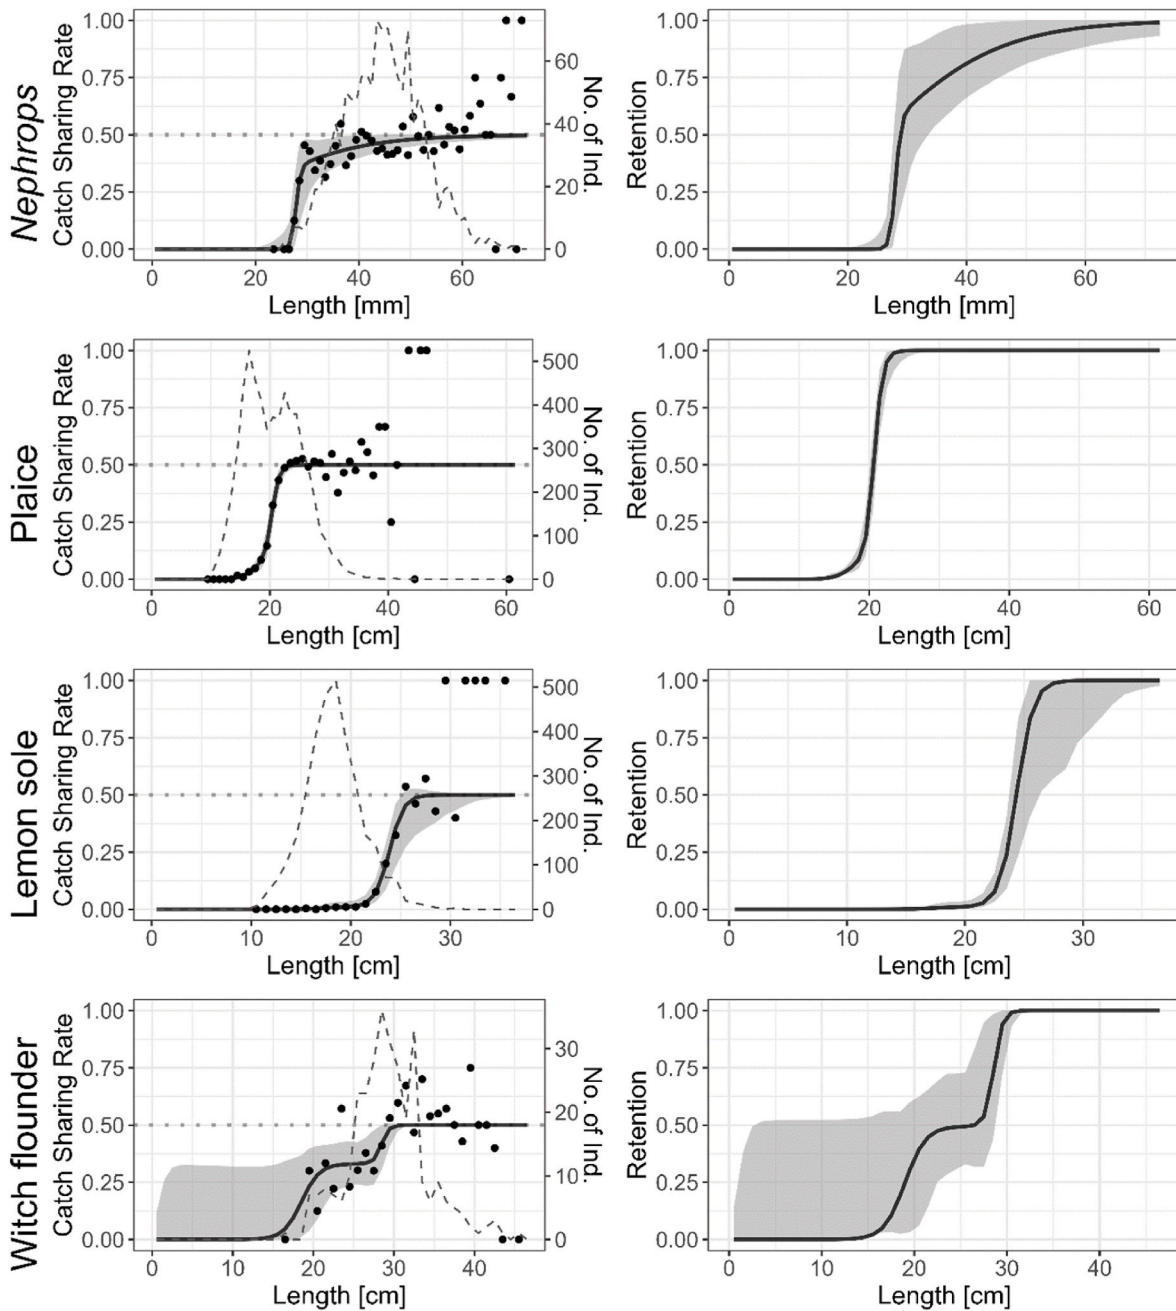 Nephrops
Catch Sharing Rate
1.00
0.75
0.50
0.25
0.00
60
40
20
0
No. of Ind.
0 20 40 60
Length [mm]
Retention
1.00
0.75
0.50
0.25
0.00
0 20 40 60
Length [mm]
Plaice
Catch Sharing Rate
1.00
0.75
0.50
0.25
0.00
500
400
300
200
100
0
No. of Ind.
0 20 40 60
Length [cm]
Retention
1.00
0.75
0.50
0.25
0.00
0 20 40 60
Length [cm]
Lemon sole
Catch Sharing Rate
1.00
0.75
0.50
0.25
0.00
500
400
300
200
100
0
No. of Ind.
0 10 20 30
Length [cm]
Retention
1.00
0.75
0.50
0.25
0.00
0 10 20 30
Length [cm]
Witch flounder
Catch Sharing Rate
1.00
0.75
0.50
0.25
0.00
30
20
10
0
No. of Ind.
0 10 20 30 40
Length [cm]
Retention
1.00
0.75
0.50
0.25
0.00
0 10 20 30 40
Length [cm]